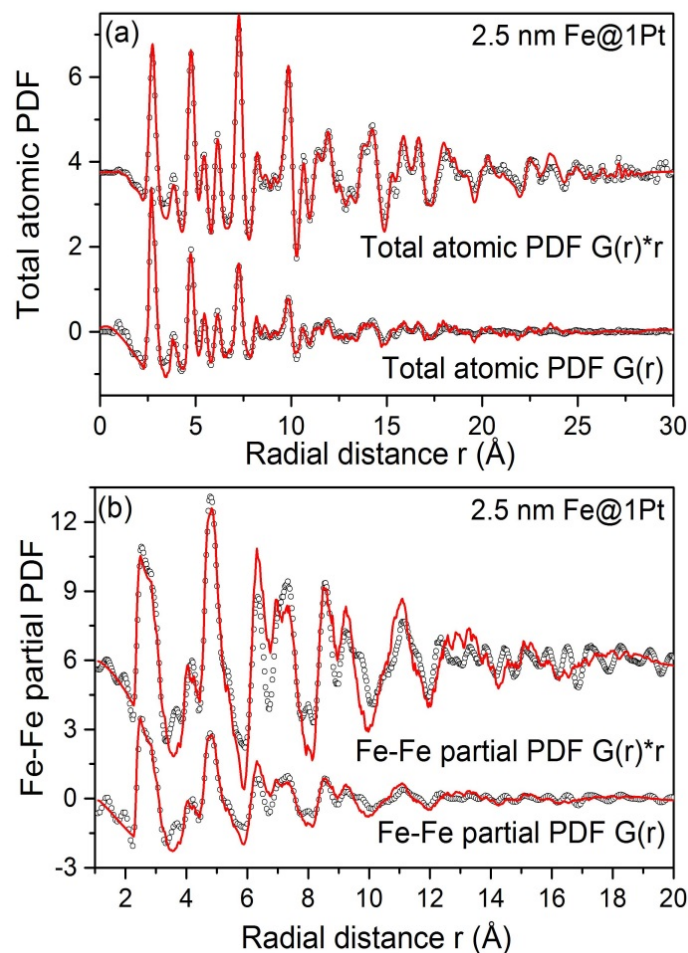 (a)
2.5 nm Fe@1Pt
Total atomic PDF
6
4
2
0
Total atomic PDF G(r)*r
Total atomic PDF G(r)
0 5 10 15 20 25 30
Radial distance r (Å)
(b)
2.5 nm Fe@1Pt
Fe-Fe partial PDF
12
9
6
3
0
-3
Fe-Fe partial PDF G(r)*r
Fe-Fe partial PDF G(r)
2 4 6 8 10 12 14 16 18 20
Radial distance r (Å)